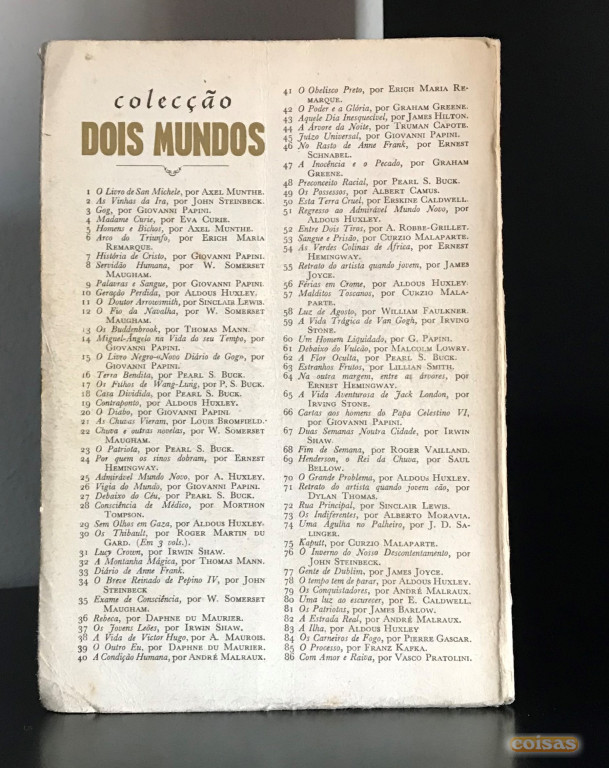 colecção
DOIS MUNDOS
1 O Livro de San Michele, por AXEL MUNTHE.
2 As Vinhas da Ira, por JOHN STEINBECK.
3 Gog, por GIOVANNI PAPINI.
4 Madame Curie, por EVA CURIE.
5 Homens e Bichos, por AXEL MUNTHE.
6 Arco do Triunfo, por ERICH MARIA
REMARQUE.
7 História de Cristo, por GIOVANNI PAPINI.
8 Servidão Humana, por W. SOMERSET
MAUGHAM.
9 Palavras e Sangue, por GIOVANNI PAPINI.
10 Geração Perdida, por ALDOUS HUXLEY.
11 O Doutor Arrowsmith, por SINCLAIR LEWIS.
12 O Fio da Navalha, por W. SOMERSET
MAUGHAM.
13 Os Buddenbrook, por THOMAS MANN.
14 Miguel-Ângelo na Vida do seu Tempo, por
GIOVANNI PAPINI.
15 O Livro Negro-«Novo Diário de Gog», por
GIOVANNI PAPINI.
16 Terra Bendita, por PEARL S. BUCK.
17 Os Filhos de Wang-Lung, por P. S. BUCK.
18 Casa Dividida, por PEARL S. BUCK.
19 Contraponto, por ALDOUS HUXLEY.
20 O Diabo, por GIOVANNI PAPINI.
21 As Chuvas Vieram, por LOUIS BROMFIELD.
22 Chuva e outras novelas, por W. SOMERSET
MAUGHAM.
23 O Patriota, por PEARL S. BUCK.
24 Por quem os sinos dobram, por ERNEST
HEMINGWAY.
25 Admirável Mundo Novo, por A. HUXLEY.
26 Vigia do Mundo, por GIOVANNI PAPINI.
27 Debaixo do Céu, por PEARL S. BUCK.
28 Consciência de Médico, por MORTHON
TOMPSON.
29 Sem Olhos em Gaza, por ALDOUS HUXLEY.
30 Os Thibault, por ROGER MARTIN DU
GARD. (Em 3 vols.).
31 Lucy Crown, por IRWIN SHAW.
32 A Montanha Mágica, por THOMAS MANN.
33 Diário de Anne Frank.
34 O Breve Reinado de Pepino IV, por JOHN
STEINBECK
35 Exame de Consciência, por W. SOMERSET
MAUGHAM.
36 Rebeca, por DAPHNE DU MAURIER.
37 Os Jovens Leões, por IRWIN SHAW.
38 A Vida de Victor Hugo, por A. MAUROIS.
39 O Outro Eu, por DAPHNE DU MAURIER.
40 A Condição Humana, por ANDRÉ MALRAUX.
41 O Obelisco Preto, por ERICH MARIA RE-
MARQUE.
42 O Poder e a Glória, por GRAHAM GREENE.
43 Aquele Dia Inesquecível, por JAMES HILTON.
44 A Árvore da Noite, por TRUMAN CAPOTE.
45 Juízo Universal, por GIOVANNI PAPINI.
46 No Rasto de Anne Frank, por ERNEST
SCHNABEL.
47 A Inocência e o Pecado, por GRAHAM
GREENE.
48 Preconceito Racial, por PEARL S. BUCK.
49 Os Possessos, por ALBERT CAMUS.
50 Esta Terra Cruel, por ERSKINE CALDWELL.
51 Regresso ao Admirável Mundo Novo, por
ALDOUS HUXLEY.
52 Entre Dois Tiros, por A. ROBBE-GRILLET.
53 Sangue e Prisão, por CURZIO MALAPARTE.
54 As Verdes Colinas de África, por ERNEST
HEMINGWAY.
55 Retrato do artista quando jovem, por JAMES
JOYCE.
56 Férias em Crome, por ALDOUS HUXLEY.
57 Malditos Toscanos, por CURZIO MALA-
PARTE.
58 Luz de Agosto, por WILLIAM FAULKNER.
59 A Vida Trágica de Van Gogh, por IRVING
STONE.
60 Um Homem Liquidado, por G. PAPINI.
61 Debaixo do Vulcão, por MALCOLM LOWRY.
62 A Flor Oculta, por PEARL S. BUCK.
63 Estranhos Frutos, por LILLIAN SMITH.
64 Na outra margem, entre as árvores, por
ERNEST HEMINGWAY.
65 A Vida Aventurosa de Jack London, por
IRVING STONE.
66 Cartas aos homens do Papa Celestino VI,
por GIOVANNI PAPINI.
67 Duas Semanas Noutra Cidade, por IRWIN
SHAW
68 Fim de Semana, por ROGER VAILLAND.
69 Henderson, o Rei da Chuva, por SAUL
BELLOW.
70 O Grande Problema, por ALDOUS HUXLEY.
71 Retrato do artista quando jovem cão, por
DYLAN THOMAS.
72 Rua Principal, por SINCLAIR LEWIS.
73 Os Indiferentes, por ALBERTO MORAVIA.
74 Uma Agulha no Palheiro, por J. D. SA-
LINGER.
75 Kaputt, por CURZIO MALAPARTE.
76 O Inverno do Nosso Descontentamento, por
JOHN STEINBECK.
77 Gente de Dublim, por JAMES JOYCE.
78 O tempo tem de parar, por ALDOUS HUXLEY.
79 Os Conquistadores, por ANDRÉ MALRAUX.
80 Uma luz ao escurecer, por E. CALDWELL.
81 Os Patriotas, por JAMES BARLOW.
82 A Estrada Real, por ANDRÉ MALRAUX.
83 A Ilha, por ALDOUS HUXLEY
84 Os Carneiros de Fogo, por PIERRE GASCAR.
85 O Processo, por FRANZ KAFKA.
86 Com Amor e Raiva, por VASCO PRATOLINI.
coisas